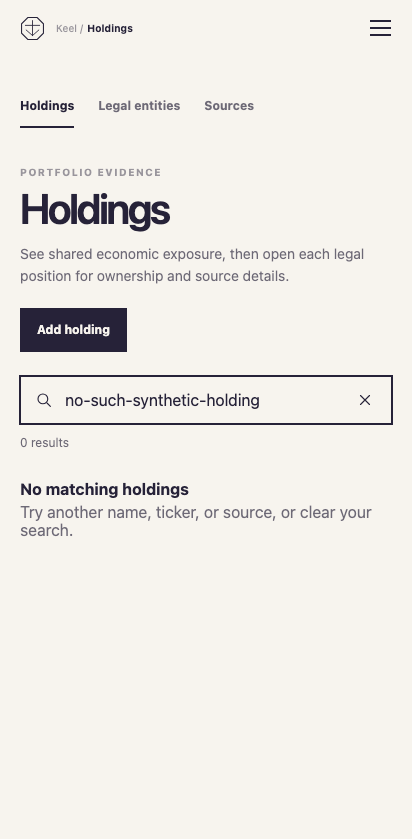 Keel / Holdings
Holdings Legal entities Sources
PORTFOLIO EVIDENCE
Holdings
See shared economic exposure, then open each legal
position for ownership and source details.
Add holding
no-such-synthetic-holding
0 results
No matching holdings
Try another name, ticker, or source, or clear your
search.